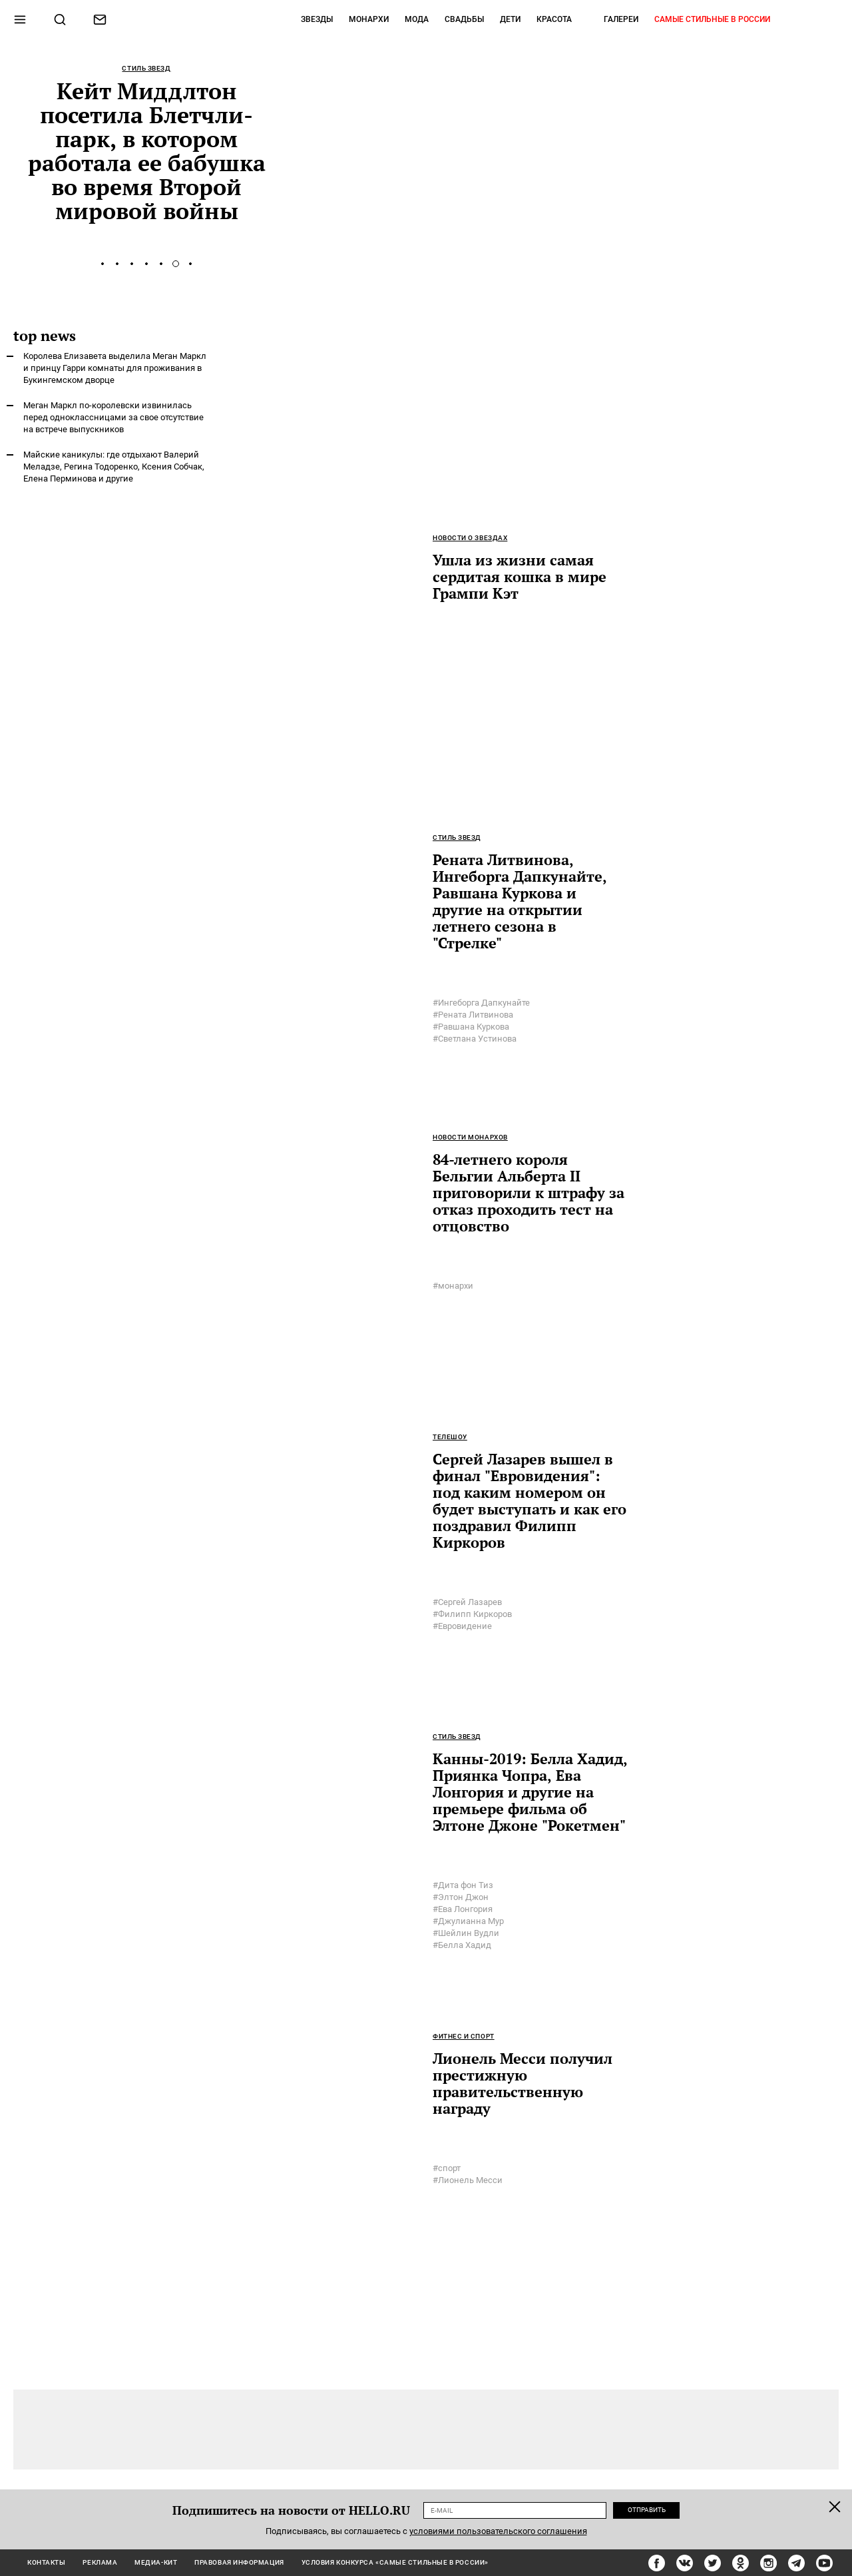 ЗВЕЗДЫ МОНАРХИ МОДА СВАДЬБЫ ДЕТИ КРАСОТА ГАЛЕРЕИ САМЫЕ СТИЛЬНЫЕ В РОССИИ
СТИЛЬ ЗВЕЗД
Кейт Миддлтон
посетила Блетчли-
парк, в котором
работала ее бабушка
во время Второй
мировой войны
top news
Королева Елизавета выделила Меган Маркл
и принцу Гарри комнаты для проживания в
Букингемском дворце
Меган Маркл по-королевски извинилась
перед одноклассницами за свое отсутствие
на встрече выпускников
Майские каникулы: где отдыхают Валерий
Меладзе, Регина Тодоренко, Ксения Собчак,
Елена Перминова и другие
НОВОСТИ О ЗВЕЗДАХ
Ушла из жизни самая
сердитая кошка в мире
Грампи Кэт
СТИЛЬ ЗВЕЗД
Рената Литвинова,
Ингеборга Дапкунайте,
Равшана Куркова и
другие на открытии
летнего сезона в
"Стрелке"
#Ингеборга Дапкунайте
#Рената Литвинова
#Равшана Куркова
#Светлана Устинова
НОВОСТИ МОНАРХОВ
84-летнего короля
Бельгии Альберта II
приговорили к штрафу за
отказ проходить тест на
отцовство
#монархи
ТЕЛЕШОУ
Сергей Лазарев вышел в
финал "Евровидения":
под каким номером он
будет выступать и как его
поздравил Филипп
Киркоров
#Сергей Лазарев
#Филипп Киркоров
#Евровидение
СТИЛЬ ЗВЕЗД
Канны-2019: Белла Хадид,
Приянка Чопра, Ева
Лонгория и другие на
премьере фильма об
Элтоне Джоне "Рокетмен"
#Дита фон Тиз
#Элтон Джон
#Ева Лонгория
#Джулианна Мур
#Шейлин Вудли
#Белла Хадид
ФИТНЕС И СПОРТ
Лионель Месси получил
престижную
правительственную
награду
#спорт
#Лионель Месси
Подпишитесь на новости от HELLO.RU E-MAIL ОТПРАВИТЬ
Подписываясь, вы соглашаетесь с условиями пользовательского соглашения
КОНТАКТЫ РЕКЛАМА МЕДИА-КИТ ПРАВОВАЯ ИНФОРМАЦИЯ УСЛОВИЯ КОНКУРСА «САМЫЕ СТИЛЬНЫЕ В РОССИИ»